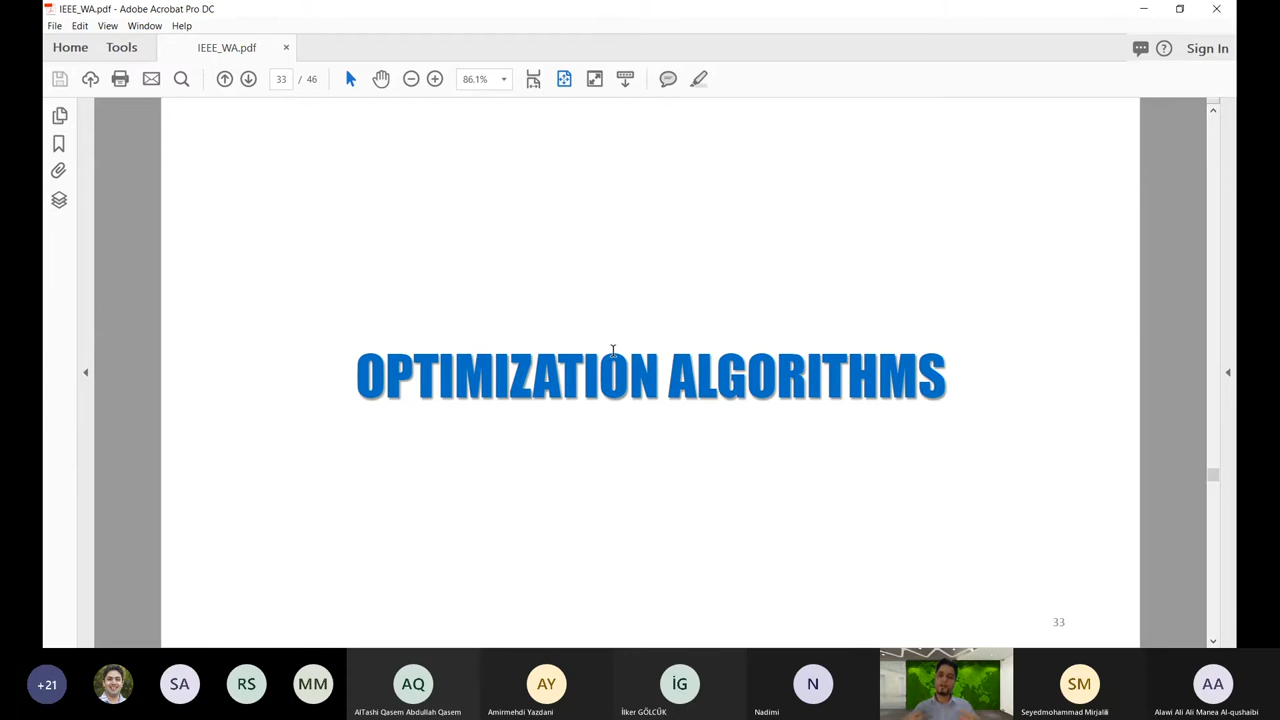 IEEE_WA.pdf - Adobe Acrobat Pro DC
File Edit View Window Help
Home Tools IEEE_WA.pdf × Sign In
33 / 46 86.1%
OPTIMIZATION ALGORITHMS
33
+21 SA RS MM AQ AY İG N SM AA
AlTashi Qasem Abdullah Qasem Amirmehdi Yazdani İlker GÖLCÜK Nadimi Seyedmohammad Mirjalili Alawi Ali Ali Manea Al-qushaibi